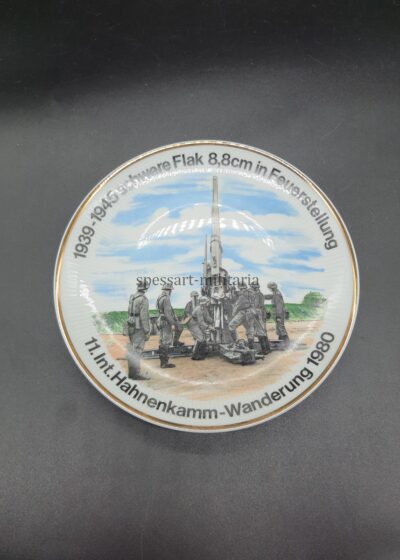 1939-1945 schwere Flak 8,8cm in Feuerstellung
spessart-militaria
11.Int.Hahnenkamm-Wanderung 1980